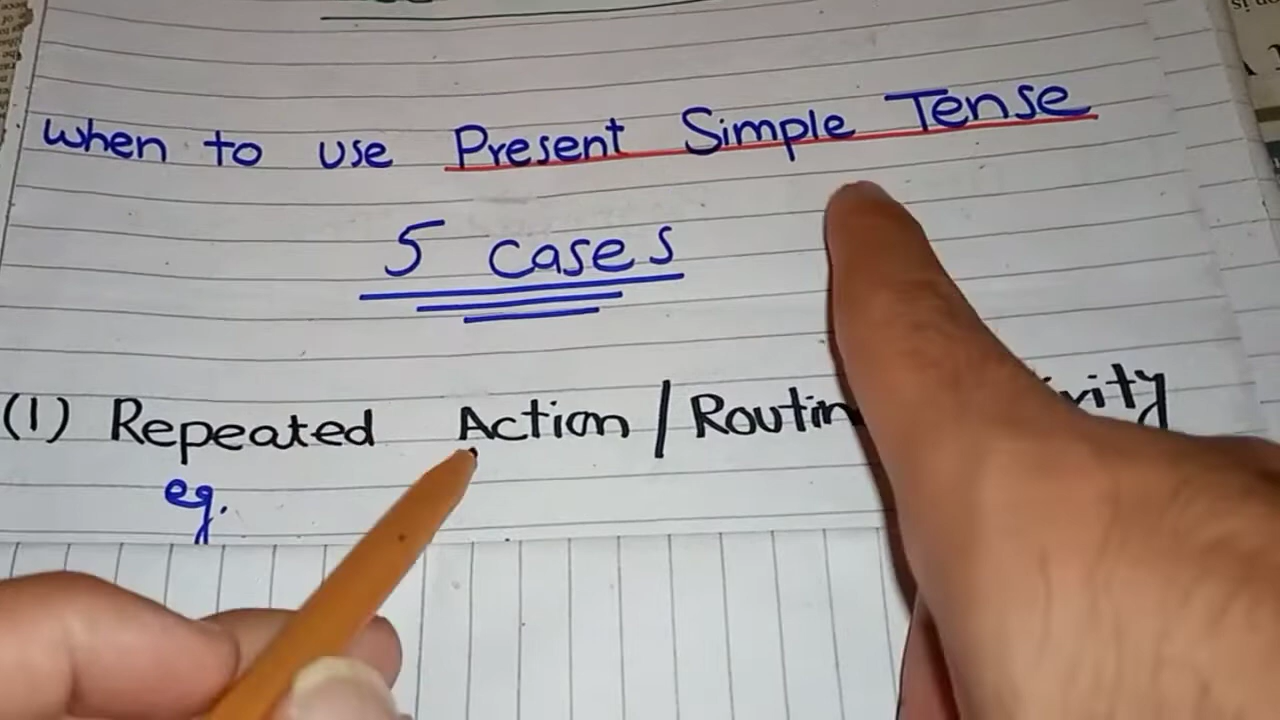 when to use Present Simple Tense
5 cases
(1) Repeated Action / Routin
eg.